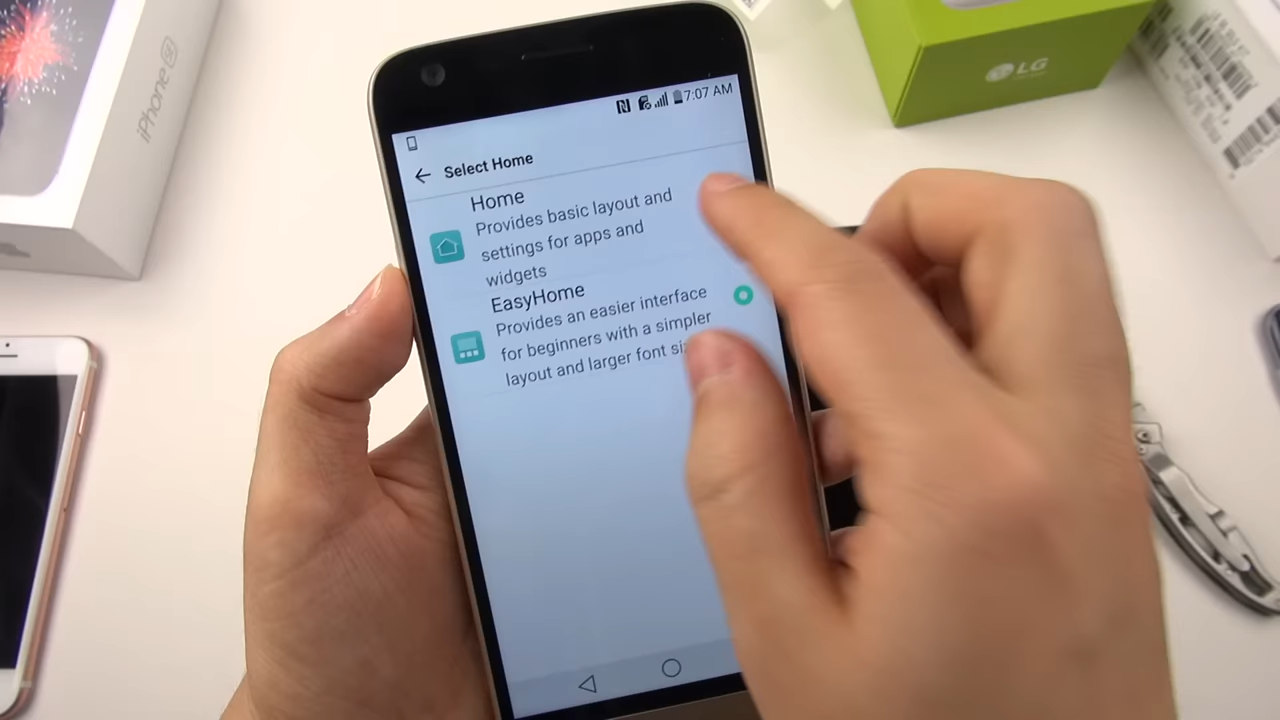 iPhone SE
LG
7:07 AM
Select Home
Home
Provides basic layout and
settings for apps and
widgets
EasyHome
Provides an easier interface
for beginners with a simpler
layout and larger font